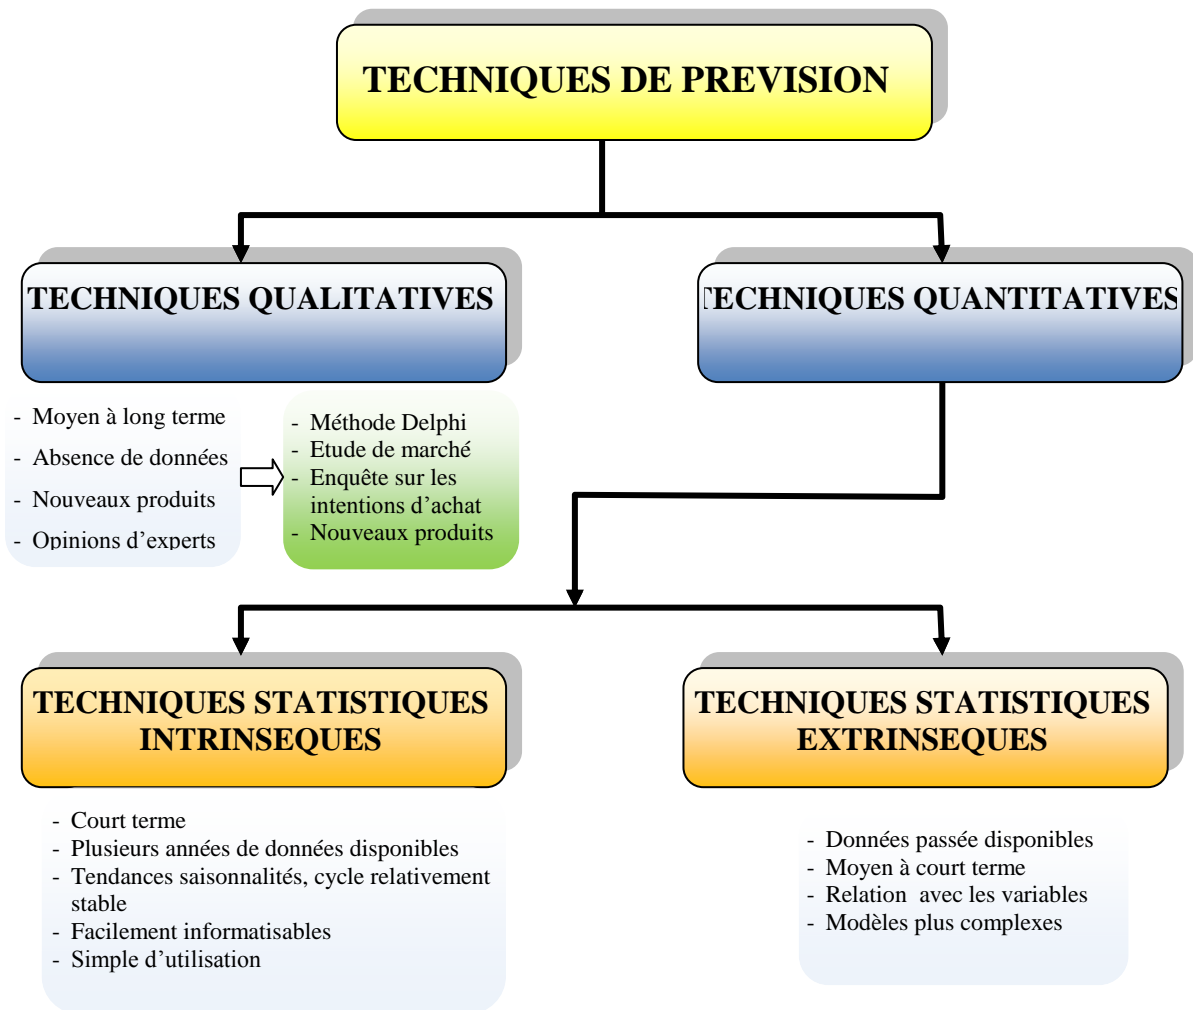 TECHNIQUES DE PREVISION
TECHNIQUES QUALITATIVES
TECHNIQUES QUANTITATIVES
- Moyen à long terme
- Absence de données
- Nouveaux produits
- Opinions d’experts
- Méthode Delphi
- Etude de marché
- Enquête sur les
intentions d’achat
- Nouveaux produits
TECHNIQUES STATISTIQUES
INTRINSEQUES
TECHNIQUES STATISTIQUES
EXTRINSEQUES
- Court terme
- Plusieurs années de données disponibles
- Tendances saisonnalités, cycle relativement
stable
- Facilement informatisables
- Simple d’utilisation
- Données passée disponibles
- Moyen à court terme
- Relation avec les variables
- Modèles plus complexes